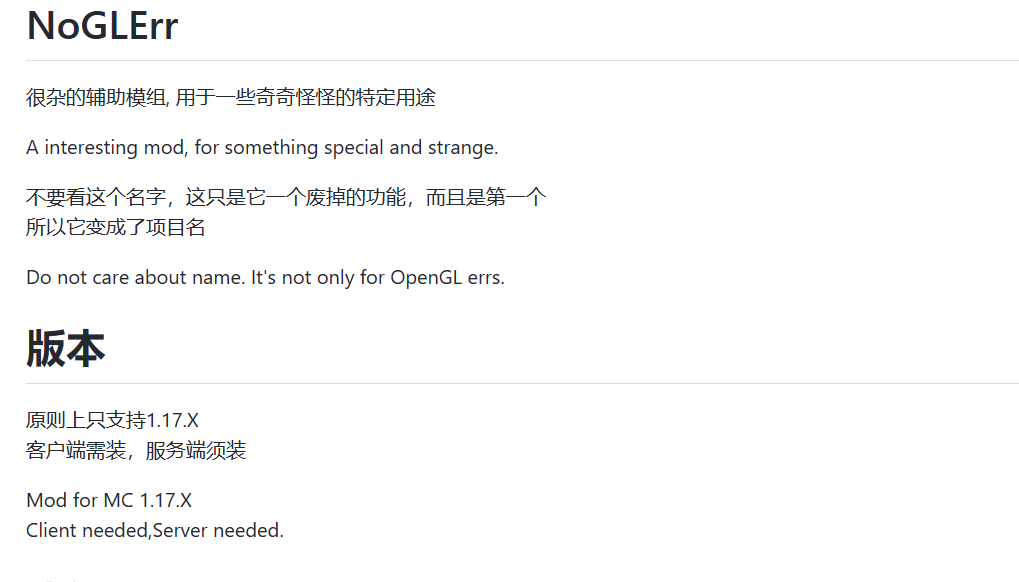 NoGLErr
很杂的辅助模组, 用于一些奇奇怪怪的特定用途
A interesting mod, for something special and strange.
不要看这个名字，这只是它一个废掉的功能，而且是第一个
所以它变成了项目名
Do not care about name. It's not only for OpenGL errs.
版本
原则上只支持1.17.X
客户端需装，服务端须装
Mod for MC 1.17.X
Client needed,Server needed.